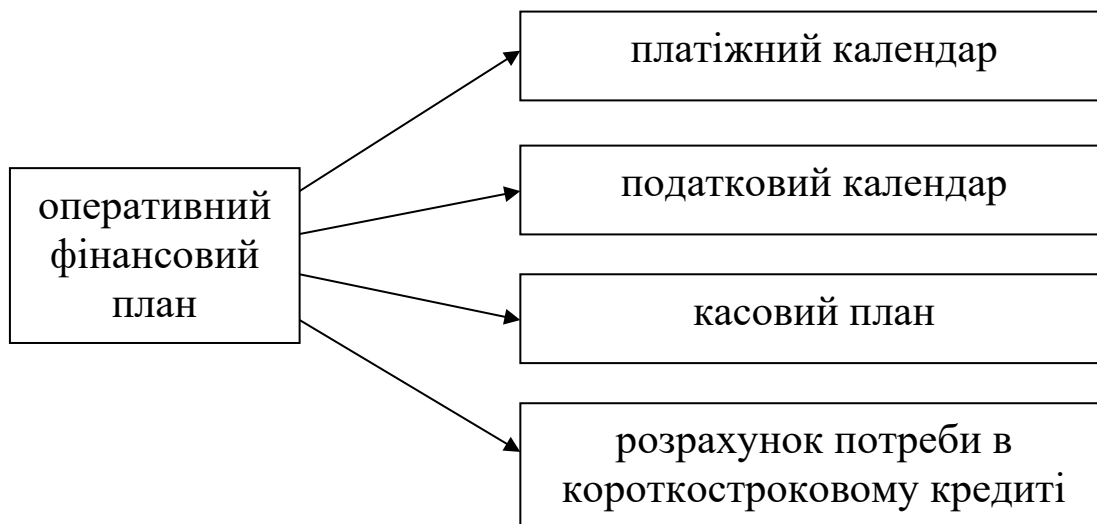 оперативний
фінансовий
план
платіжний календар
податковий календар
касовий план
розрахунок потреби в
короткостроковому кредиті